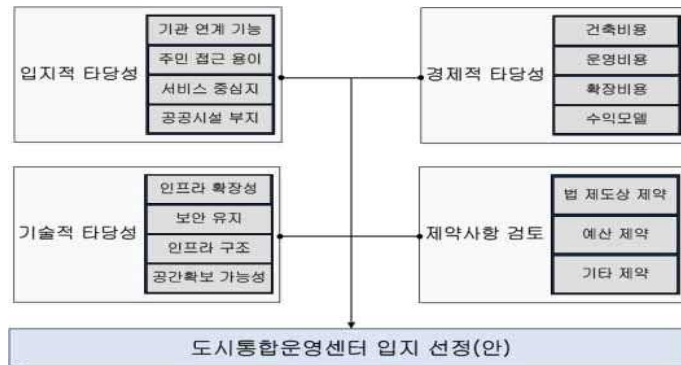 입지적 타당성
기관 연계 기능
주민 접근 용이
서비스 중심지
공공시설 부지
경제적 타당성
건축비용
운영비용
확장비용
수익모델
기술적 타당성
인프라 확장성
보안 유지
인프라 구조
공간확보 가능성
제약사항 검토
법 제도상 제약
예산 제약
기타 제약
도시통합운영센터 입지 선정(안)